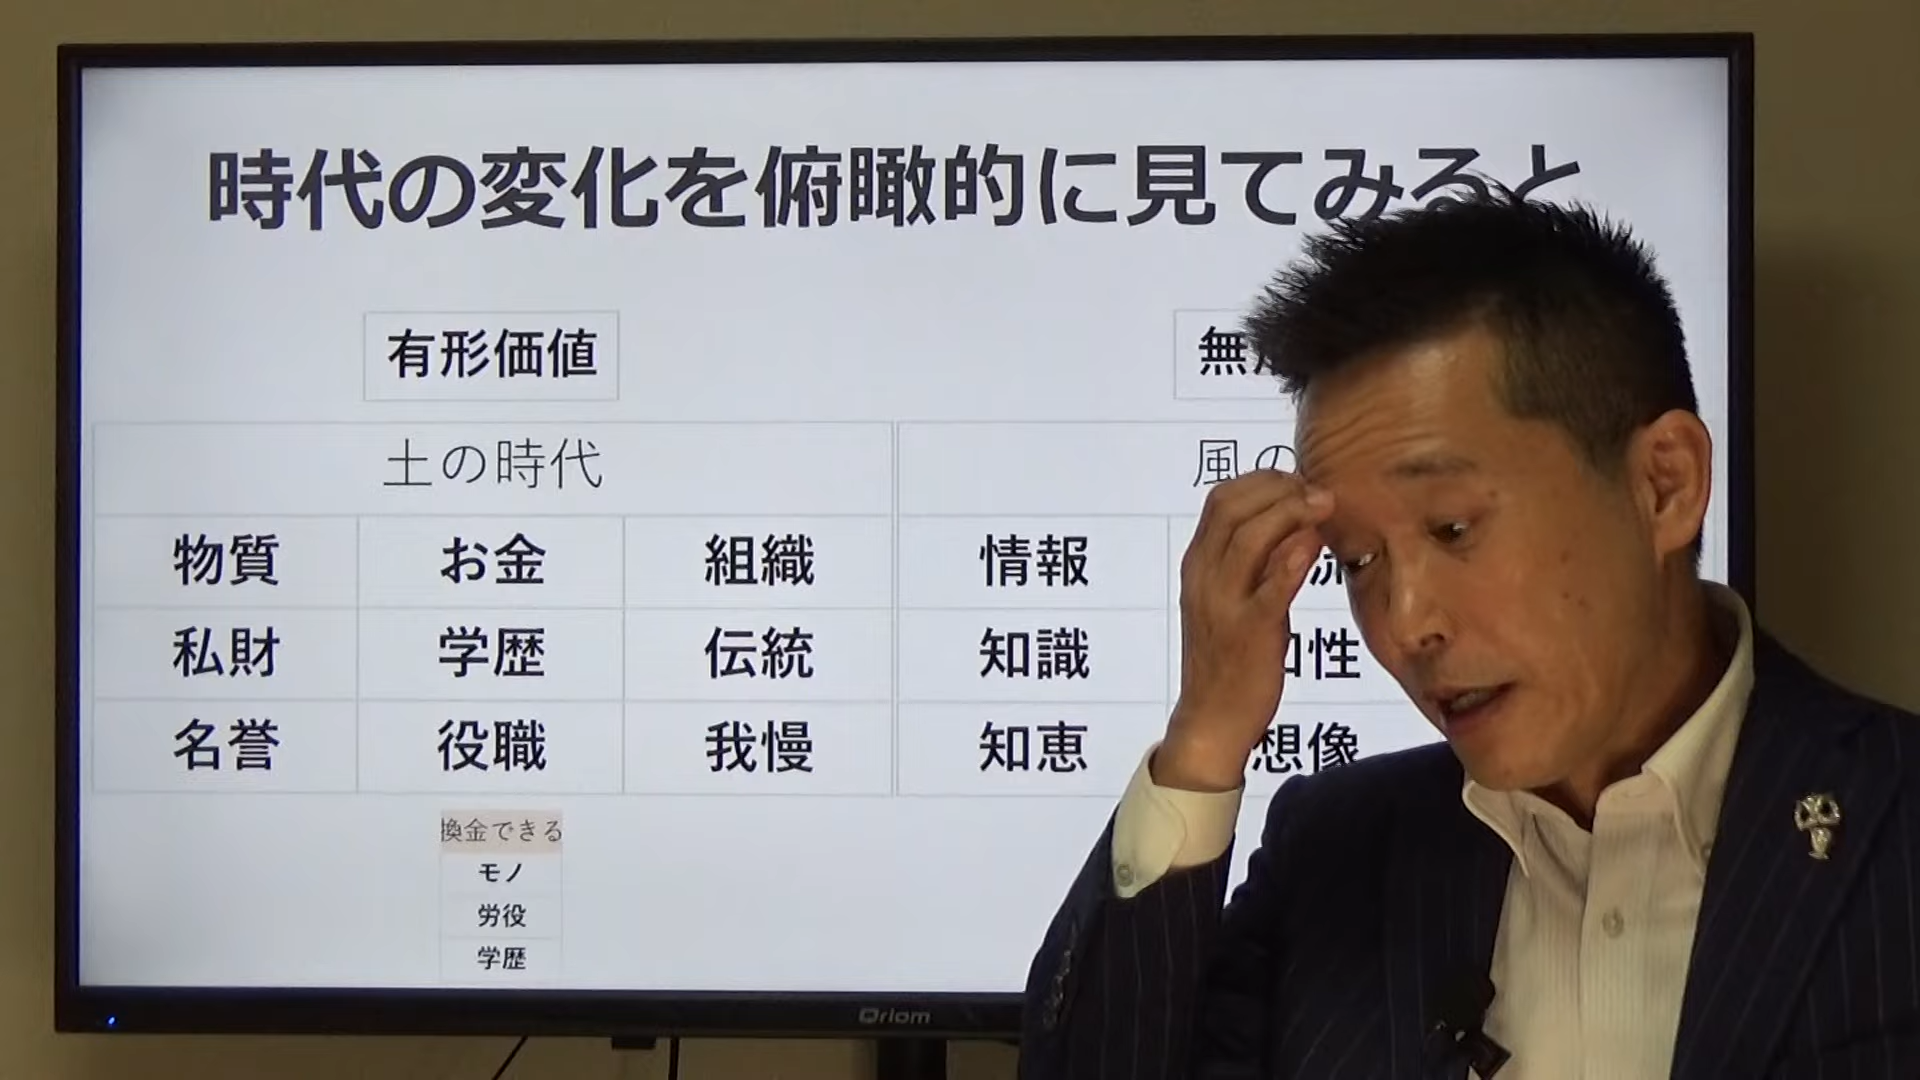 時代の変化を俯瞰的に見てみると
有形価値
無
土の時代
風の
物質 お金 組織 情報 流
私財 学歴 伝統 知識 知性
名誉 役職 我慢 知恵 想像
換金できる
モノ
労役
学歴
Qriom